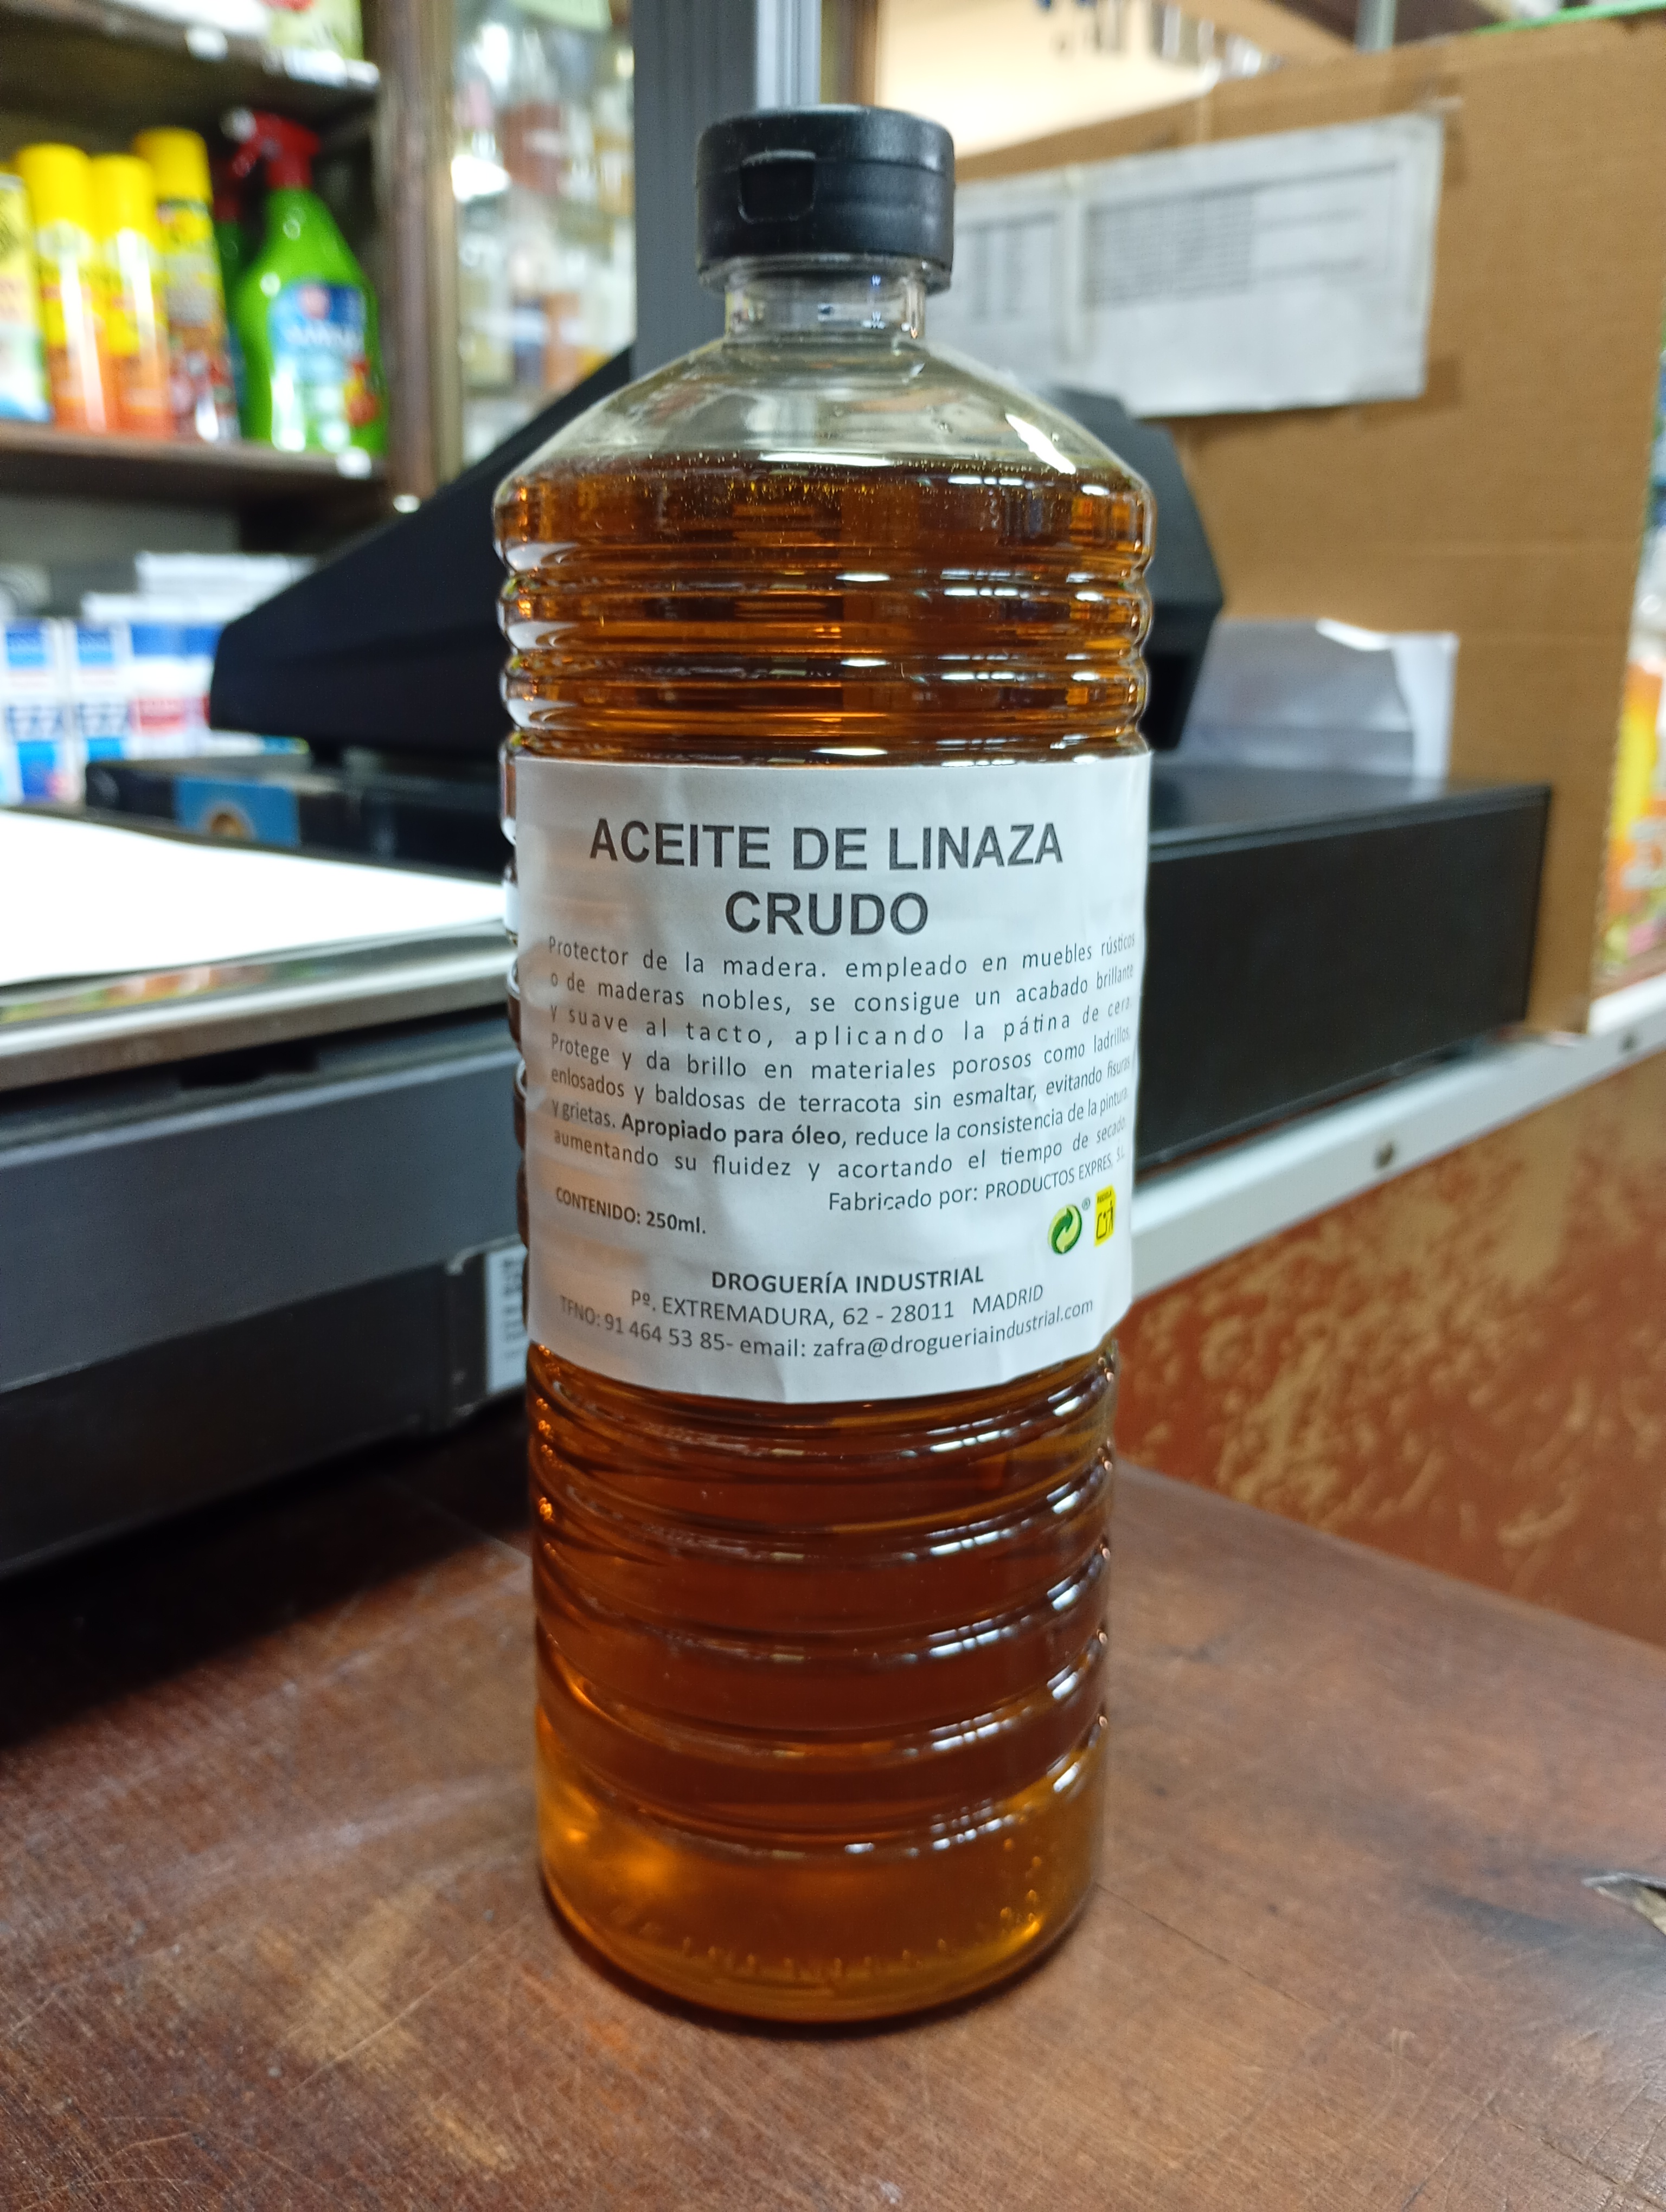 ACEITE DE LINAZA
CRUDO
Protector de la madera. empleado en muebles rústicos
o de maderas nobles, se consigue un acabado brillante
y suave al tacto, aplicando la pátina de cera.
Protege y da brillo en materiales porosos como ladrillos,
enlosados y baldosas de terracota sin esmaltar, evitando fisuras
y grietas. Apropiado para óleo, reduce la consistencia de la pintura
aumentando su fluidez y acortando el tiempo de secado.
Fabricado por: PRODUCTOS EXPRES, S.L.
CONTENIDO: 250ml.
DROGUERÍA INDUSTRIAL
Pº. EXTREMADURA, 62 - 28011 MADRID
TFNO: 91 464 53 85- email: zafra@drogueriaindustrial.com